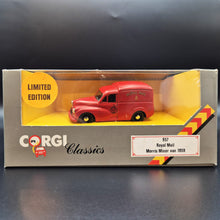 LIMITED
EDITION
CORGI
Classics
957
Royal Mail
Morris Minor van 1959